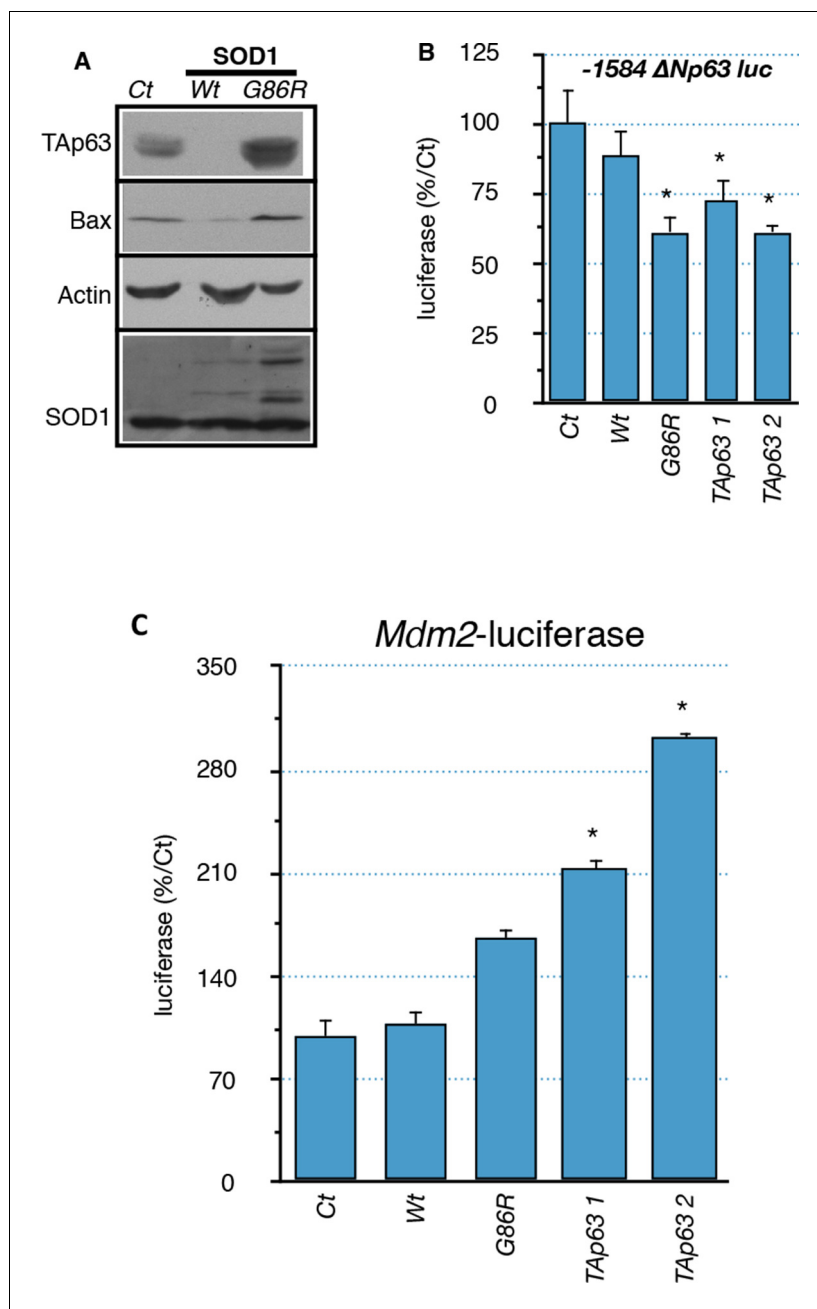 A
SOD1
Ct Wt G86R
TAp63
Bax
Actin
SOD1
B
-1584 ΔNp63 luc
luciferase (%/Ct)
125
100
75
50
25
0
*
*
*
Ct
Wt
G86R
TAp63 1
TAp63 2
C
Mdm2-luciferase
luciferase (%/Ct)
350
280
210
140
70
0
*
*
Ct
Wt
G86R
TAp63 1
TAp63 2